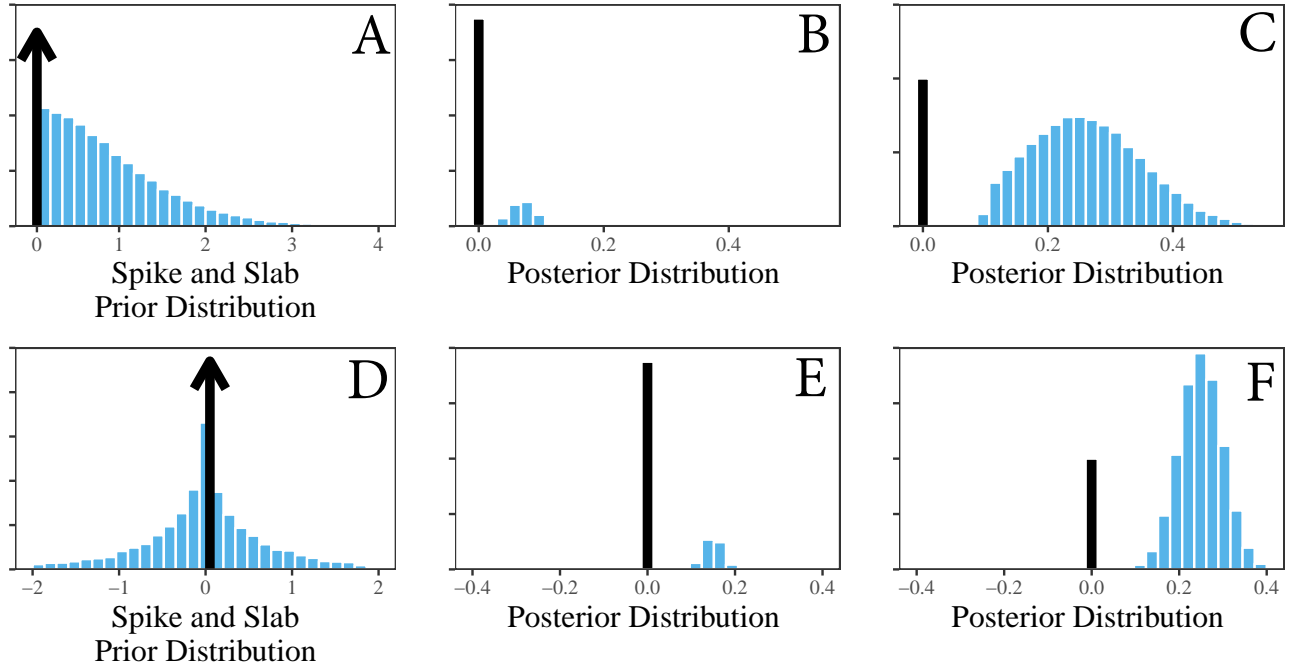 A
0 1 2 3 4
Spike and Slab
Prior Distribution
B
0.0 0.2 0.4
Posterior Distribution
C
0.0 0.2 0.4
Posterior Distribution
D
−2 −1 0 1 2
Spike and Slab
Prior Distribution
E
−0.4 −0.2 0.0 0.2 0.4
Posterior Distribution
F
−0.4 −0.2 0.0 0.2 0.4
Posterior Distribution